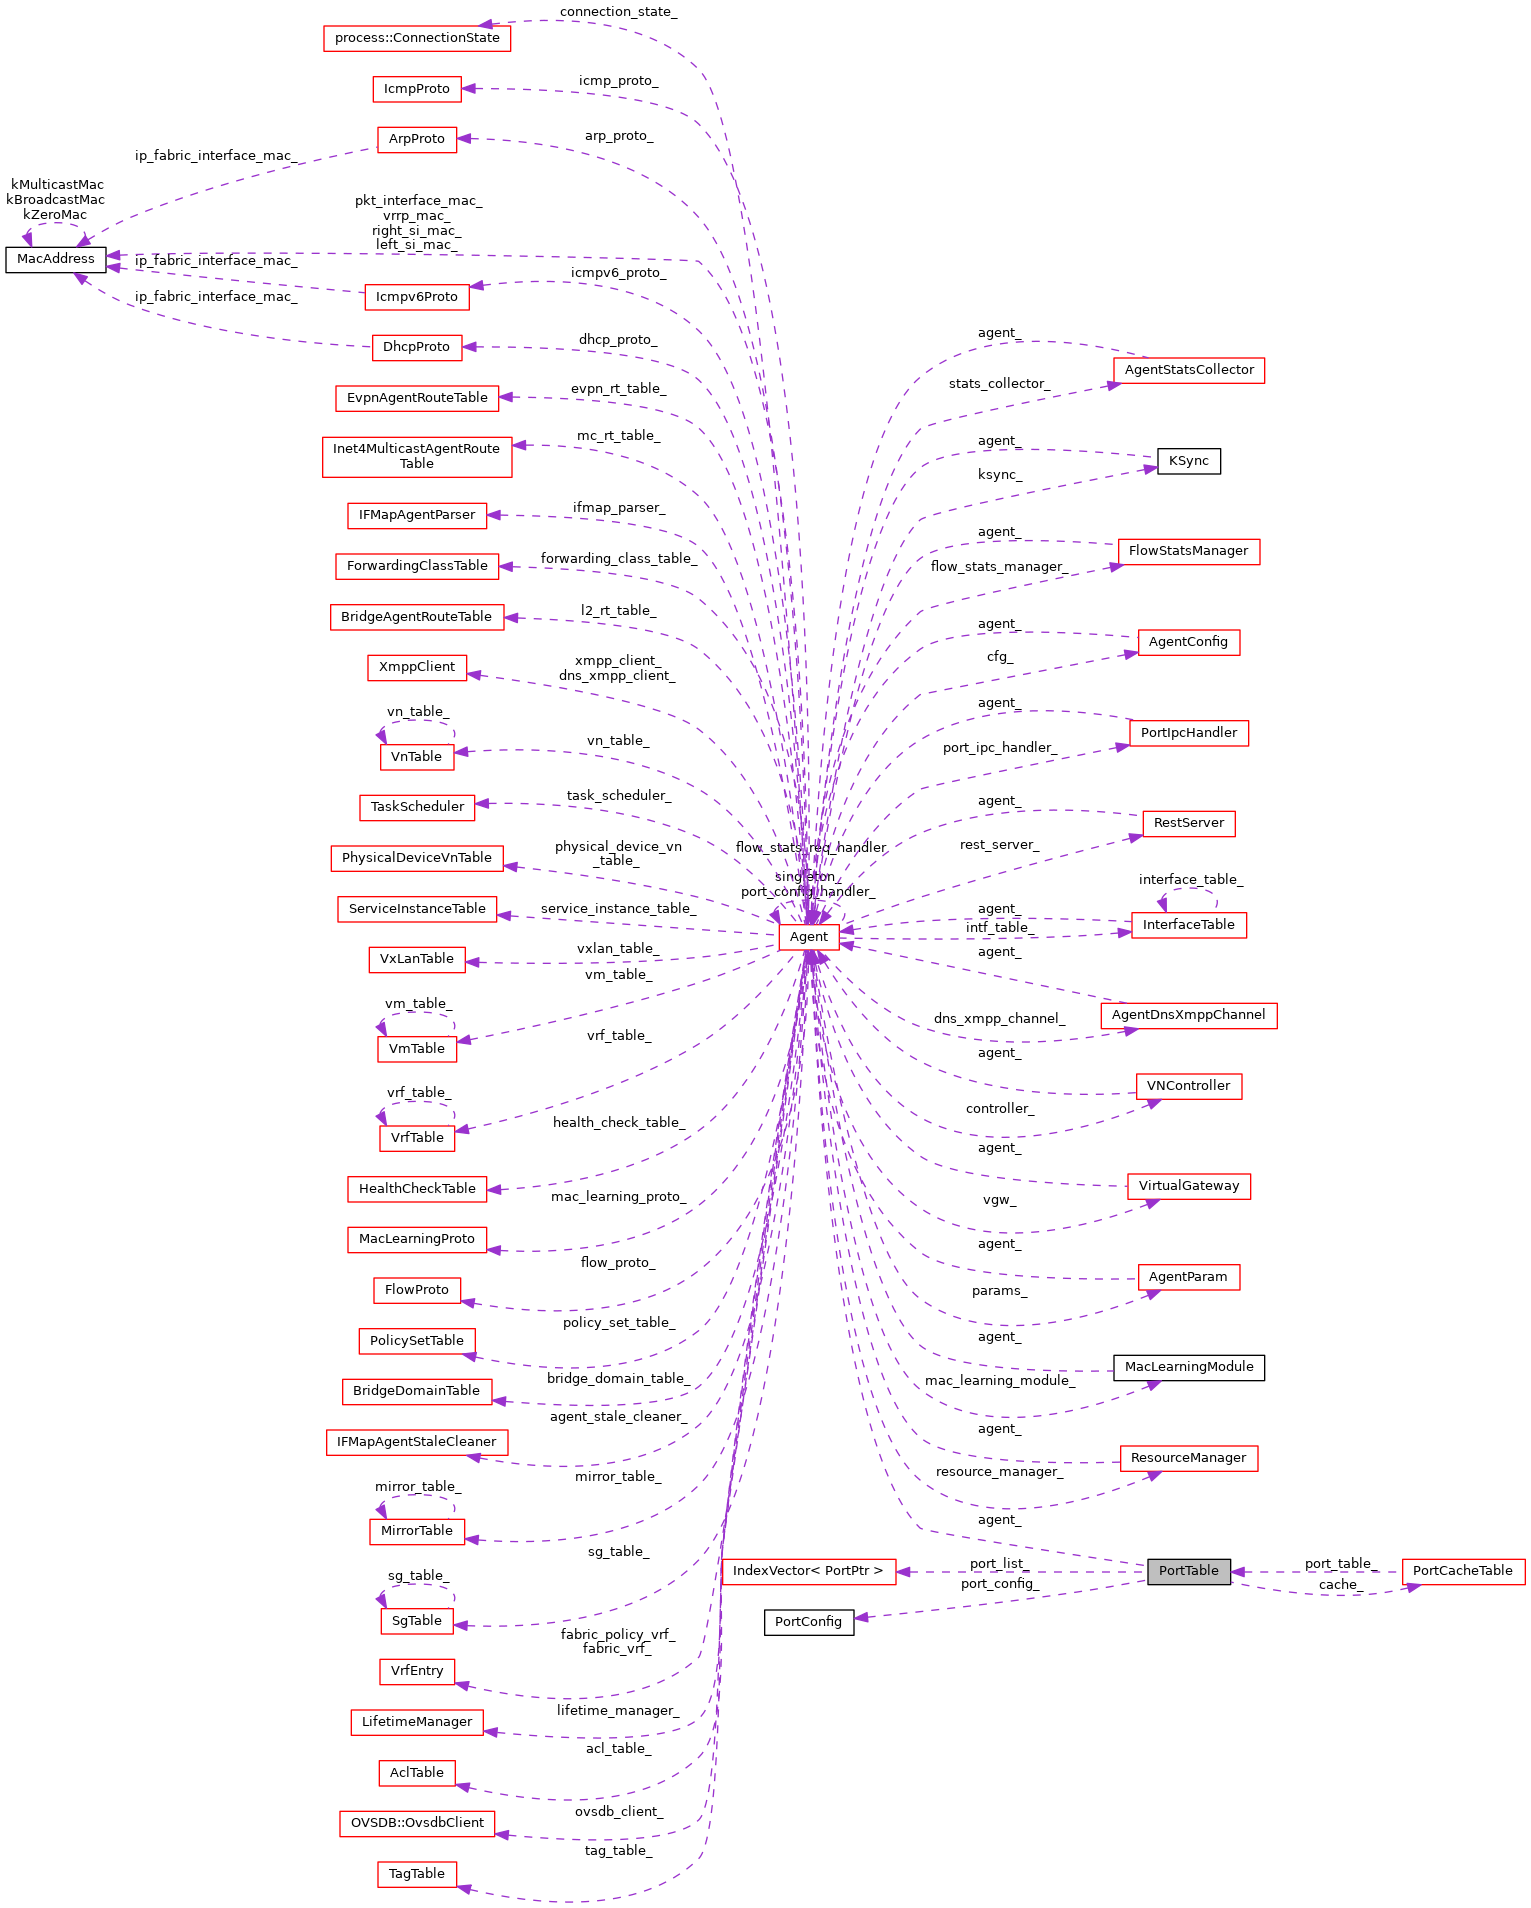 connection_state_
process::ConnectionState
icmp_proto_
IcmpProto
arp_proto_
ArpProto
ip_fabric_interface_mac_
kMulticastMac
kBroadcastMac
kZeroMac
MacAddress
pkt_interface_mac_
vrrp_mac_
right_si_mac_
left_si_mac_
ip_fabric_interface_mac_
icmpv6_proto_
Icmpv6Proto
ip_fabric_interface_mac_
dhcp_proto_
DhcpProto
evpn_rt_table_
EvpnAgentRouteTable
mc_rt_table_
Inet4MulticastAgentRoute
Table
ifmap_parser_
IFMapAgentParser
forwarding_class_table_
ForwardingClassTable
l2_rt_table_
BridgeAgentRouteTable
xmpp_client_
dns_xmpp_client_
XmppClient
vn_table_
vn_table_
VnTable
task_scheduler_
TaskScheduler
physical_device_vn
_table_
PhysicalDeviceVnTable
service_instance_table_
ServiceInstanceTable
vxlan_table_
VxLanTable
vm_table_
vm_table_
VmTable
vrf_table_
vrf_table_
VrfTable
health_check_table_
HealthCheckTable
mac_learning_proto_
MacLearningProto
flow_proto_
FlowProto
policy_set_table_
PolicySetTable
bridge_domain_table_
BridgeDomainTable
agent_stale_cleaner_
IFMapAgentStaleCleaner
mirror_table_
mirror_table_
MirrorTable
sg_table_
sg_table_
SgTable
fabric_policy_vrf_
fabric_vrf_
VrfEntry
lifetime_manager_
LifetimeManager
acl_table_
AclTable
ovsdb_client_
OVSDB::OvsdbClient
tag_table_
TagTable
flow_stats_req_handler
singleton_
port_config_handler_
Agent
agent_
AgentStatsCollector
stats_collector_
agent_
KSync
ksync_
agent_
FlowStatsManager
flow_stats_manager_
agent_
AgentConfig
cfg_
agent_
PortIpcHandler
port_ipc_handler_
agent_
RestServer
rest_server_
interface_table_
agent_
InterfaceTable
intf_table_
agent_
AgentDnsXmppChannel
dns_xmpp_channel_
agent_
VNController
controller_
agent_
VirtualGateway
vgw_
agent_
AgentParam
params_
agent_
MacLearningModule
mac_learning_module_
agent_
ResourceManager
resource_manager_
agent_
IndexVector< PortPtr >
port_list_
PortTable
port_table_
PortCacheTable
port_config_
cache_
PortConfig